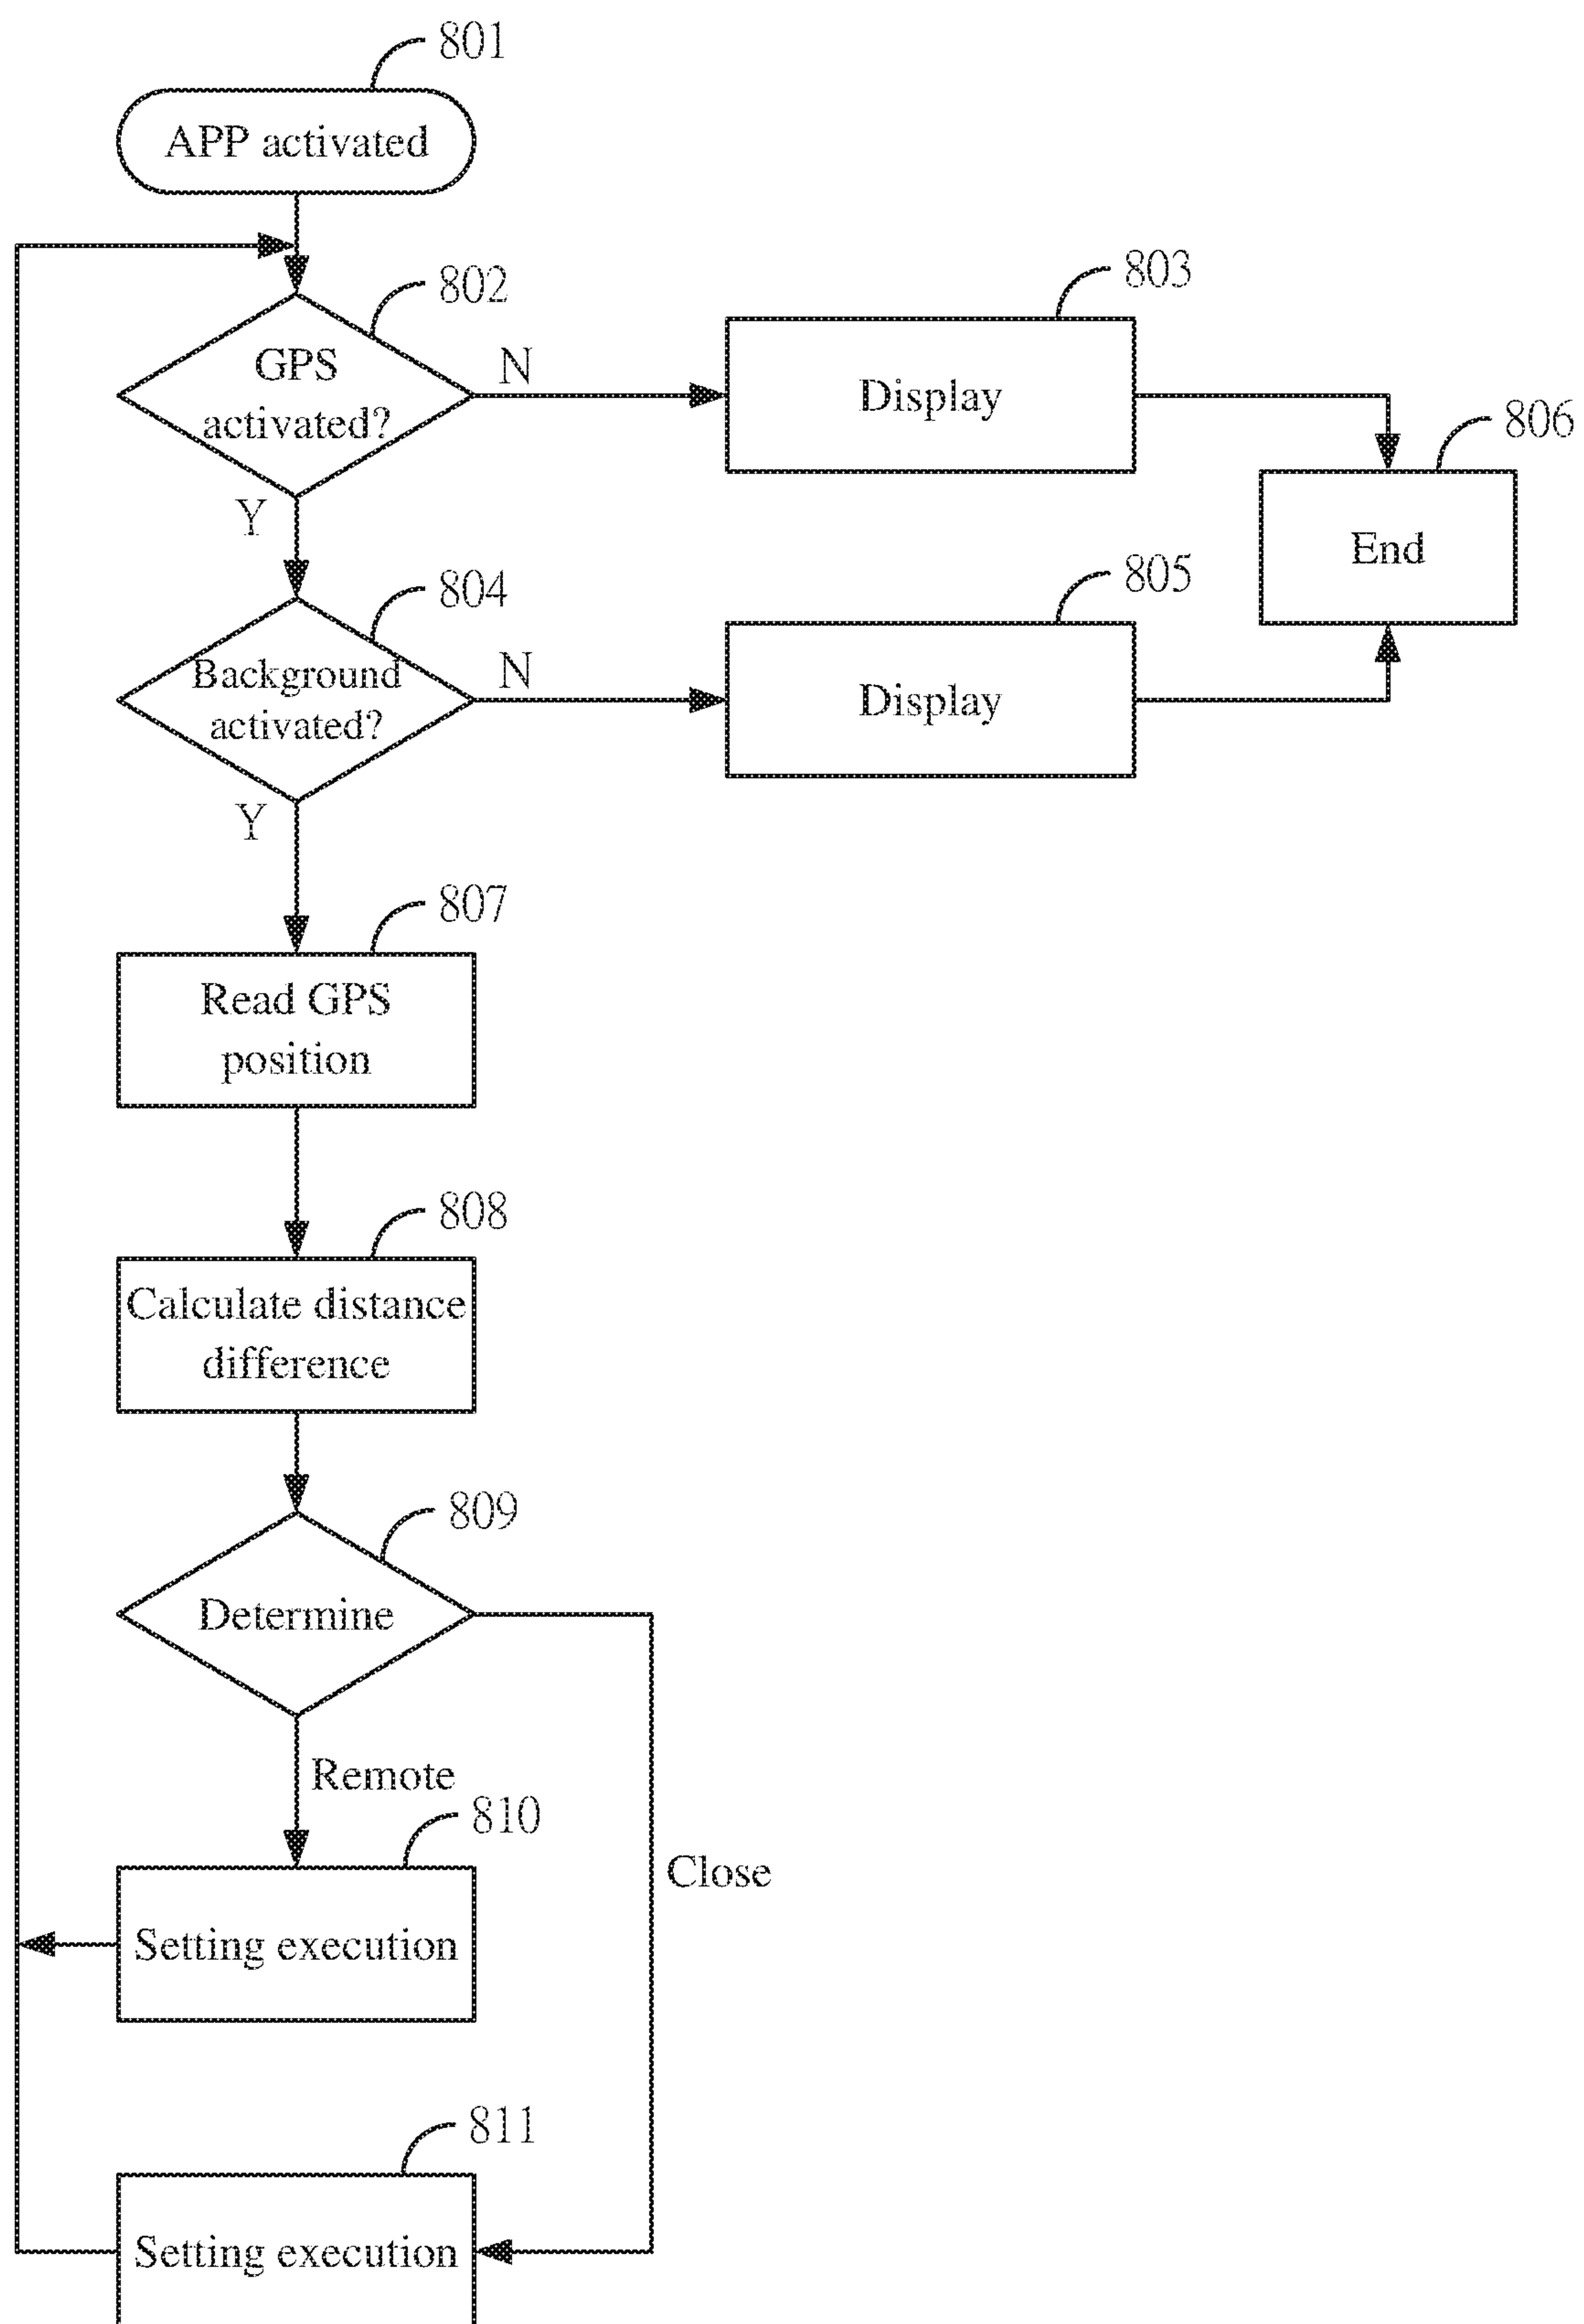 801
APP activated
802
GPS
activated?
N
803
Display
806
End
Y
804
Background
activated?
N
805
Display
Y
807
Read GPS
position
808
Calculate distance
difference
809
Determine
Remote
810
Close
Setting execution
811
Setting execution